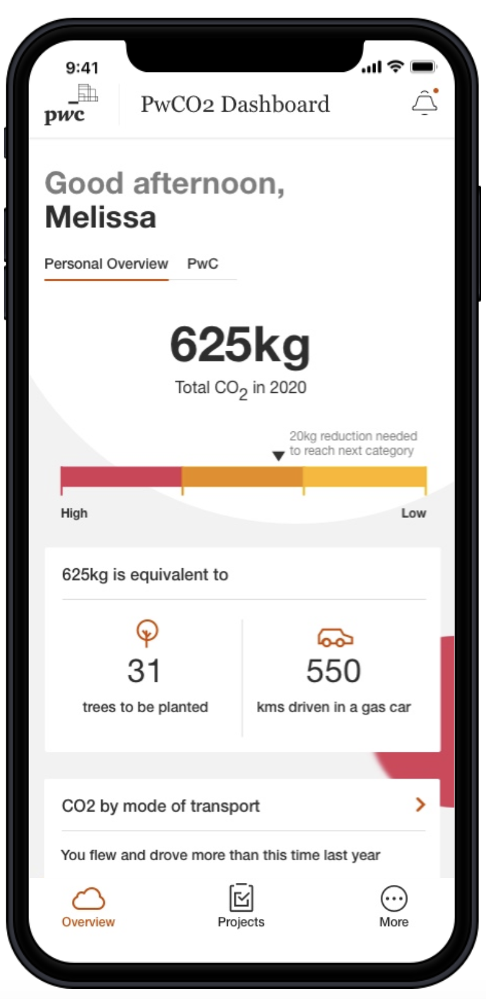 9:41
pwc
PwCO2 Dashboard
Good afternoon,
Melissa
Personal Overview PwC
625kg
Total CO₂ in 2020
20kg reduction needed
to reach next category
High Low
625kg is equivalent to
31 550
trees to be planted kms driven in a gas car
CO2 by mode of transport
You flew and drove more than this time last year
Overview Projects More